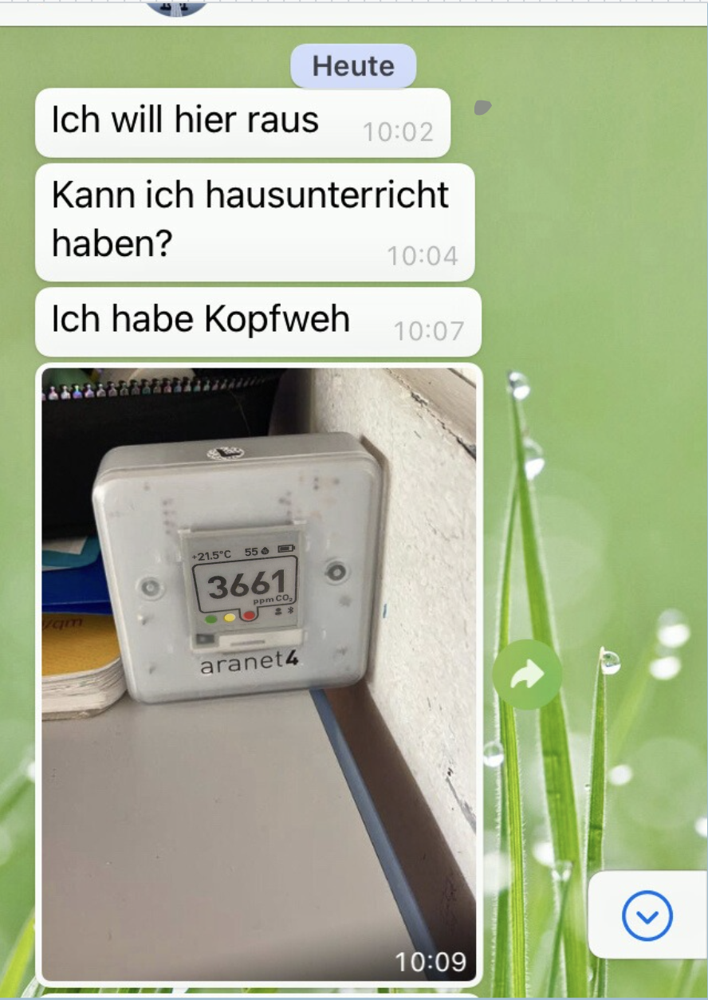 Heute
Ich will hier raus
10:02
Kann ich hausunterricht
haben?
10:04
Ich habe Kopfweh
10:07
+21.5°C 55
3661
ppm CO₂
aranet4
10:09